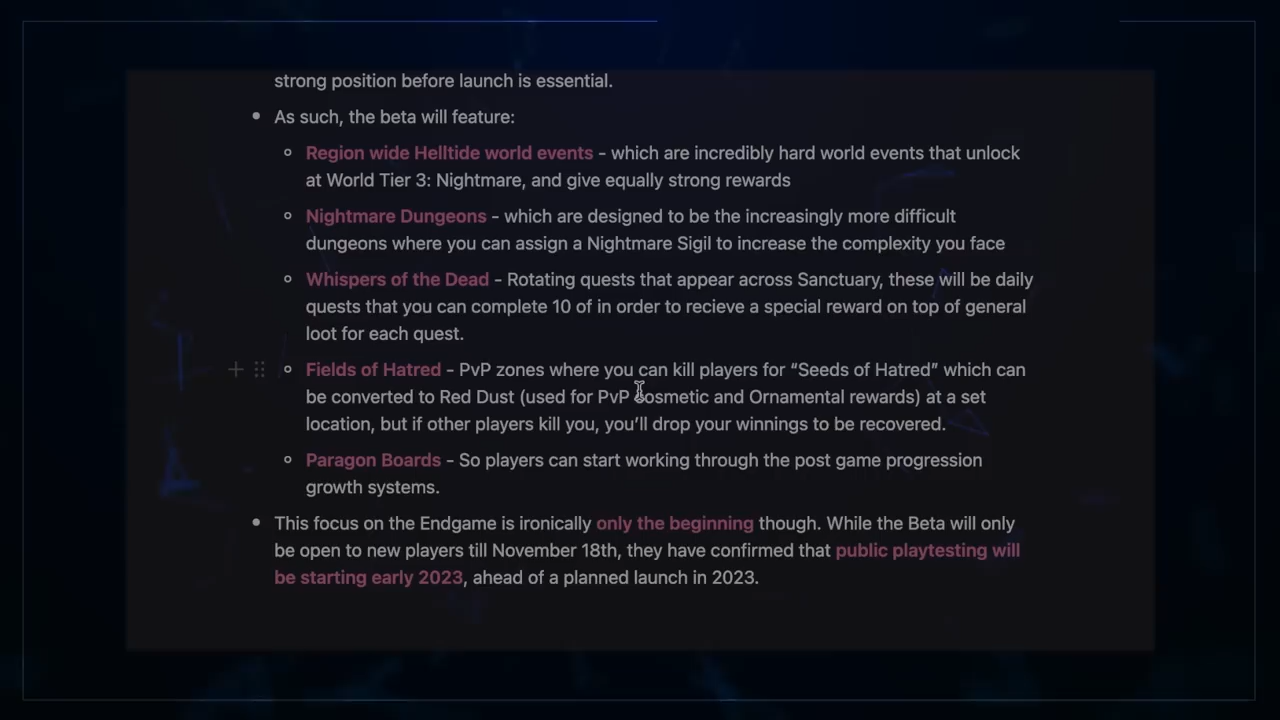 strong position before launch is essential.
As such, the beta will feature:
Region wide Helltide world events - which are incredibly hard world events that unlock
at World Tier 3: Nightmare, and give equally strong rewards
Nightmare Dungeons - which are designed to be the increasingly more difficult
dungeons where you can assign a Nightmare Sigil to increase the complexity you face
Whispers of the Dead - Rotating quests that appear across Sanctuary, these will be daily
quests that you can complete 10 of in order to recieve a special reward on top of general
loot for each quest.
Fields of Hatred - PvP zones where you can kill players for “Seeds of Hatred” which can
be converted to Red Dust (used for PvP cosmetic and Ornamental rewards) at a set
location, but if other players kill you, you’ll drop your winnings to be recovered.
Paragon Boards - So players can start working through the post game progression
growth systems.
This focus on the Endgame is ironically only the beginning though. While the Beta will only
be open to new players till November 18th, they have confirmed that public playtesting will
be starting early 2023, ahead of a planned launch in 2023.